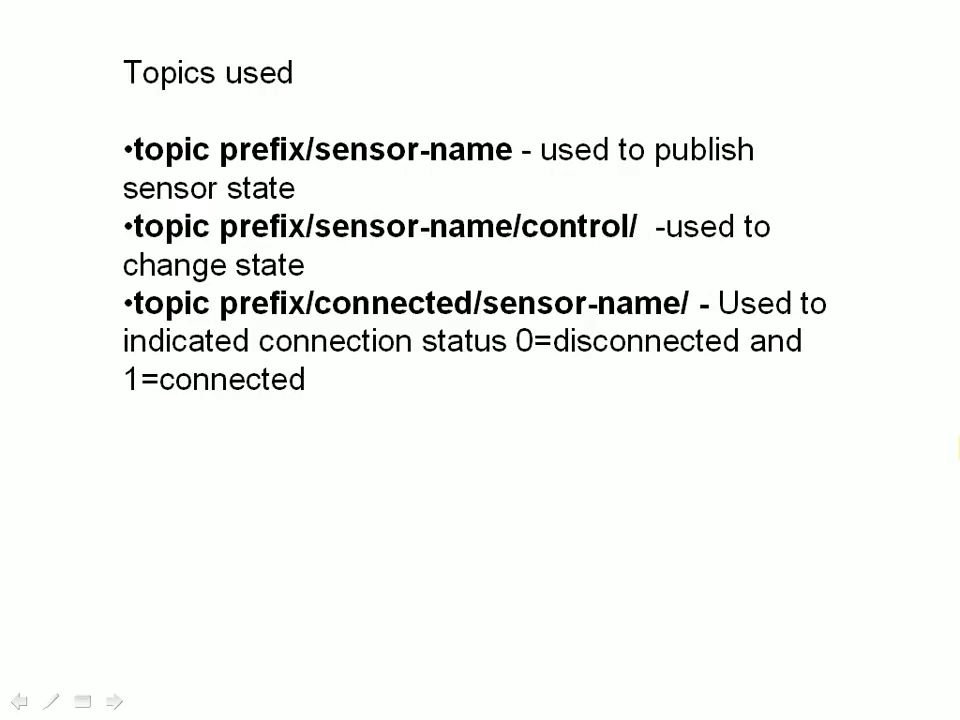 Topics used
•topic prefix/sensor-name - used to publish
sensor state
•topic prefix/sensor-name/control/  -used to
change state
•topic prefix/connected/sensor-name/ - Used to
indicated connection status 0=disconnected and
1=connected